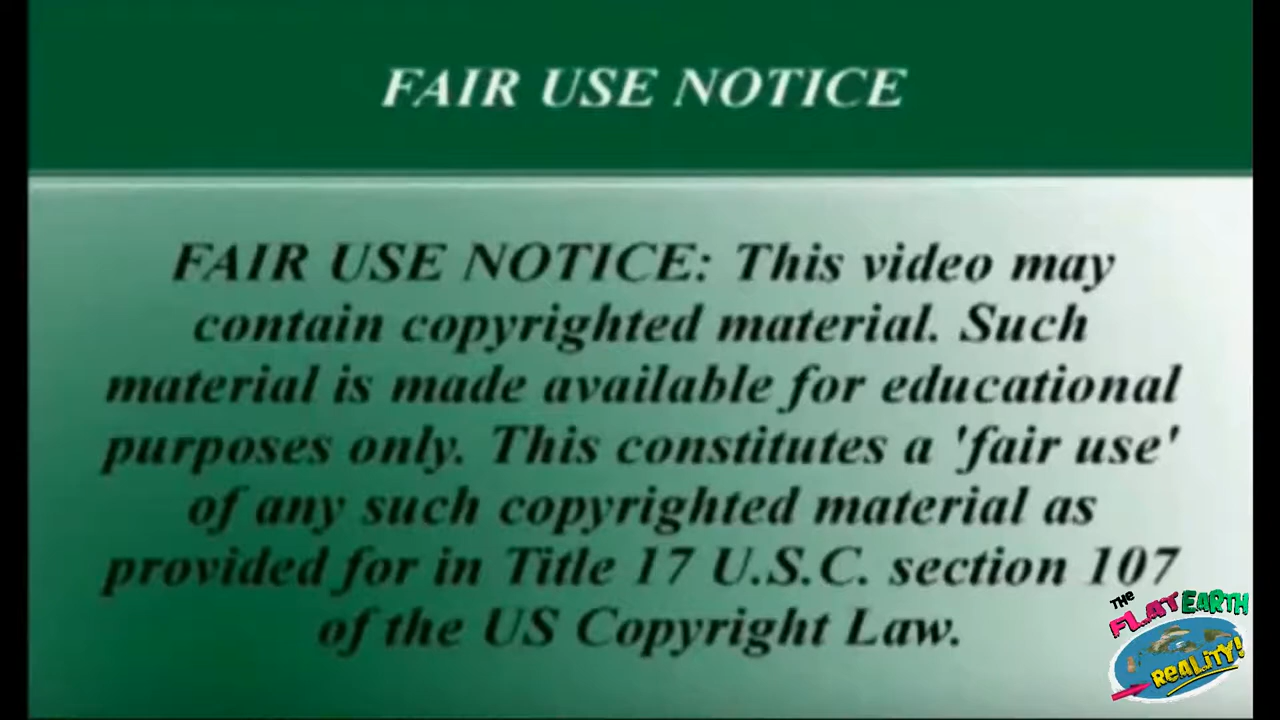 FAIR USE NOTICE
FAIR USE NOTICE: This video may
contain copyrighted material. Such
material is made available for educational
purposes only. This constitutes a 'fair use'
of any such copyrighted material as
provided for in Title 17 U.S.C. section 107
of the US Copyright Law.
THE
FLAT EARTH
REALITY!